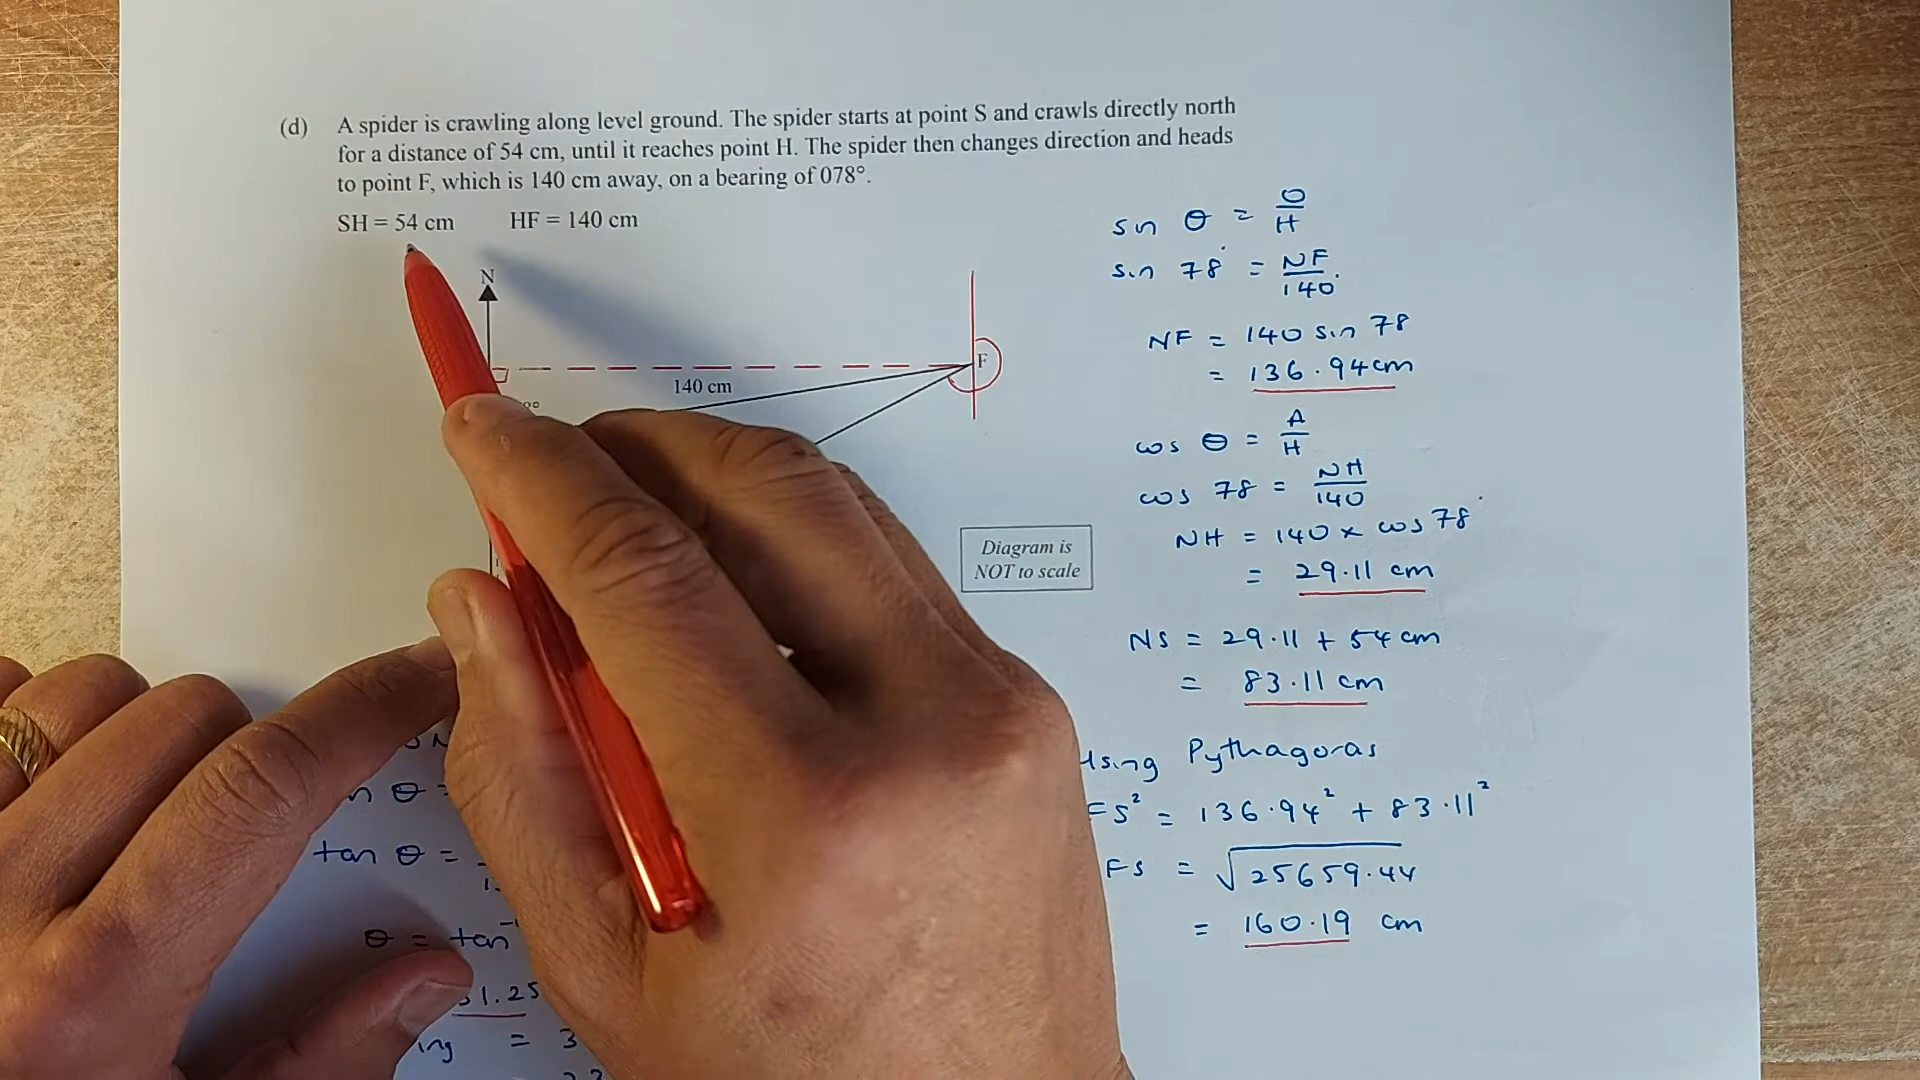 (d) A spider is crawling along level ground. The spider starts at point S and crawls directly north
for a distance of 54 cm, until it reaches point H. The spider then changes direction and heads
to point F, which is 140 cm away, on a bearing of 078°.
SH = 54 cm HF = 140 cm
N
F
140 cm
Diagram is
NOT to scale
sin θ = O/H
sin 78° = NF/140
NF = 140 sin 78
= 136.94cm
cos θ = A/H
cos 78 = NH/140
NH = 140 x cos 78°
= 29.11 cm
NS = 29.11 + 54 cm
= 83.11 cm
Using Pythagoras
FS² = 136.94² + 83.11²
FS = √25659.44
= 160.19 cm
θ
tan θ =
θ = tan⁻¹
31.25
=